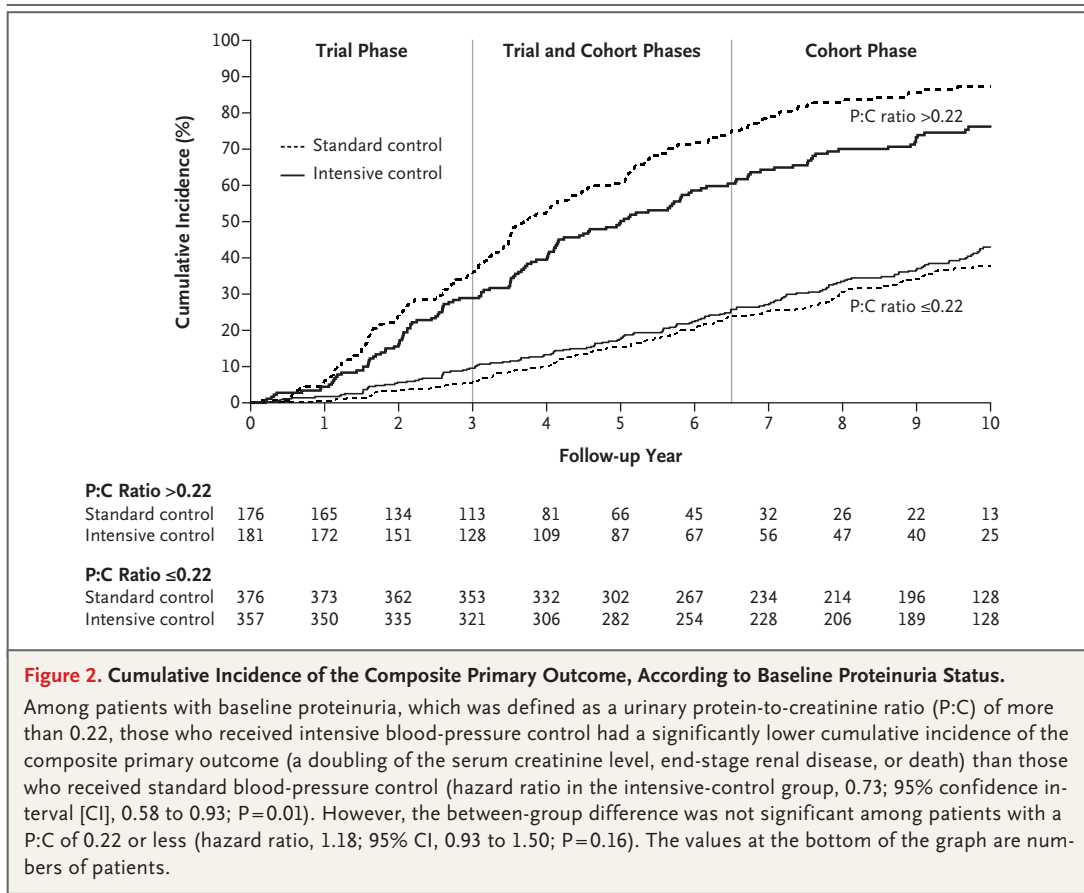 Trial Phase
Trial and Cohort Phases
Cohort Phase
Cumulative Incidence (%)
100
90
80
70
60
50
40
30
20
10
0
Standard control
Intensive control
P:C ratio >0.22
P:C ratio ≤0.22
0 1 2 3 4 5 6 7 8 9 10
Follow-up Year
P:C Ratio >0.22
Standard control 176 165 134 113 81 66 45 32 26 22 13
Intensive control 181 172 151 128 109 87 67 56 47 40 25
P:C Ratio ≤0.22
Standard control 376 373 362 353 332 302 267 234 214 196 128
Intensive control 357 350 335 321 306 282 254 228 206 189 128
Figure 2. Cumulative Incidence of the Composite Primary Outcome, According to Baseline Proteinuria Status.
Among patients with baseline proteinuria, which was defined as a urinary protein-to-creatinine ratio (P:C) of more
than 0.22, those who received intensive blood-pressure control had a significantly lower cumulative incidence of the
composite primary outcome (a doubling of the serum creatinine level, end-stage renal disease, or death) than those
who received standard blood-pressure control (hazard ratio in the intensive-control group, 0.73; 95% confidence in-
terval [CI], 0.58 to 0.93; P=0.01). However, the between-group difference was not significant among patients with a
P:C of 0.22 or less (hazard ratio, 1.18; 95% CI, 0.93 to 1.50; P=0.16). The values at the bottom of the graph are num-
bers of patients.